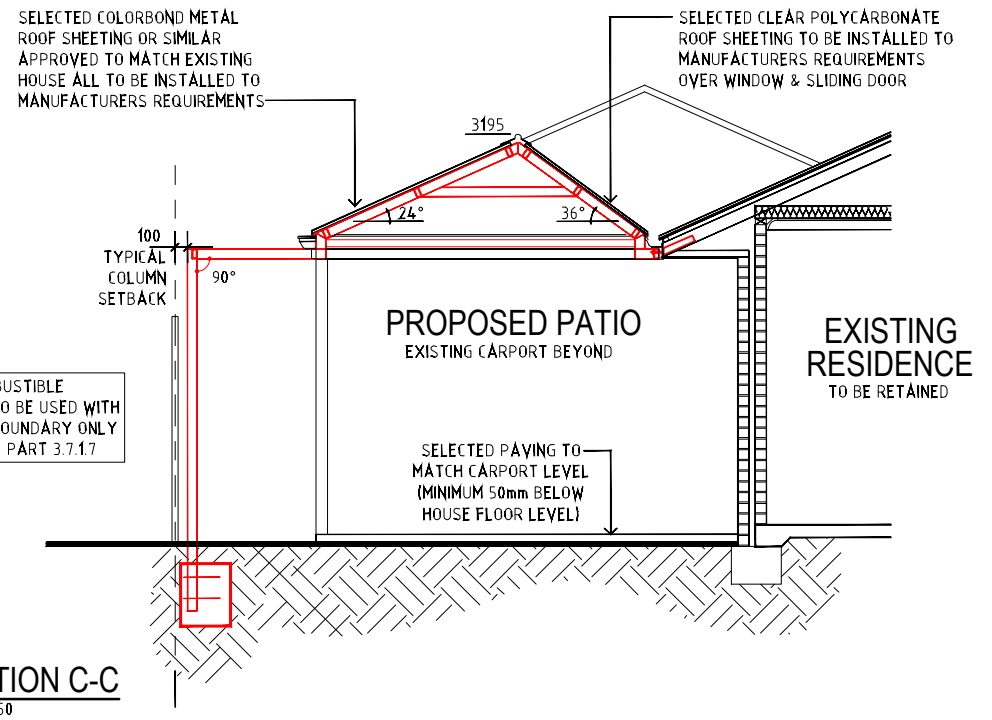 SELECTED COLORBOND METAL
ROOF SHEETING OR SIMILAR
APPROVED TO MATCH EXISTING
HOUSE ALL TO BE INSTALLED TO
MANUFACTURERS REQUIREMENTS
SELECTED CLEAR POLYCARBONATE
ROOF SHEETING TO BE INSTALLED TO
MANUFACTURERS REQUIREMENTS
OVER WINDOW & SLIDING DOOR
3195
24°
36°
100
TYPICAL
COLUMN
SETBACK
90°
PROPOSED PATIO
EXISTING CARPORT BEYOND
EXISTING
RESIDENCE
TO BE RETAINED
BUSTIBLE
O BE USED WITH
OUNDARY ONLY
PART 3.7.1.7
SELECTED PAVING TO
MATCH CARPORT LEVEL
(MINIMUM 50mm BELOW
HOUSE FLOOR LEVEL)
TION C-C
50